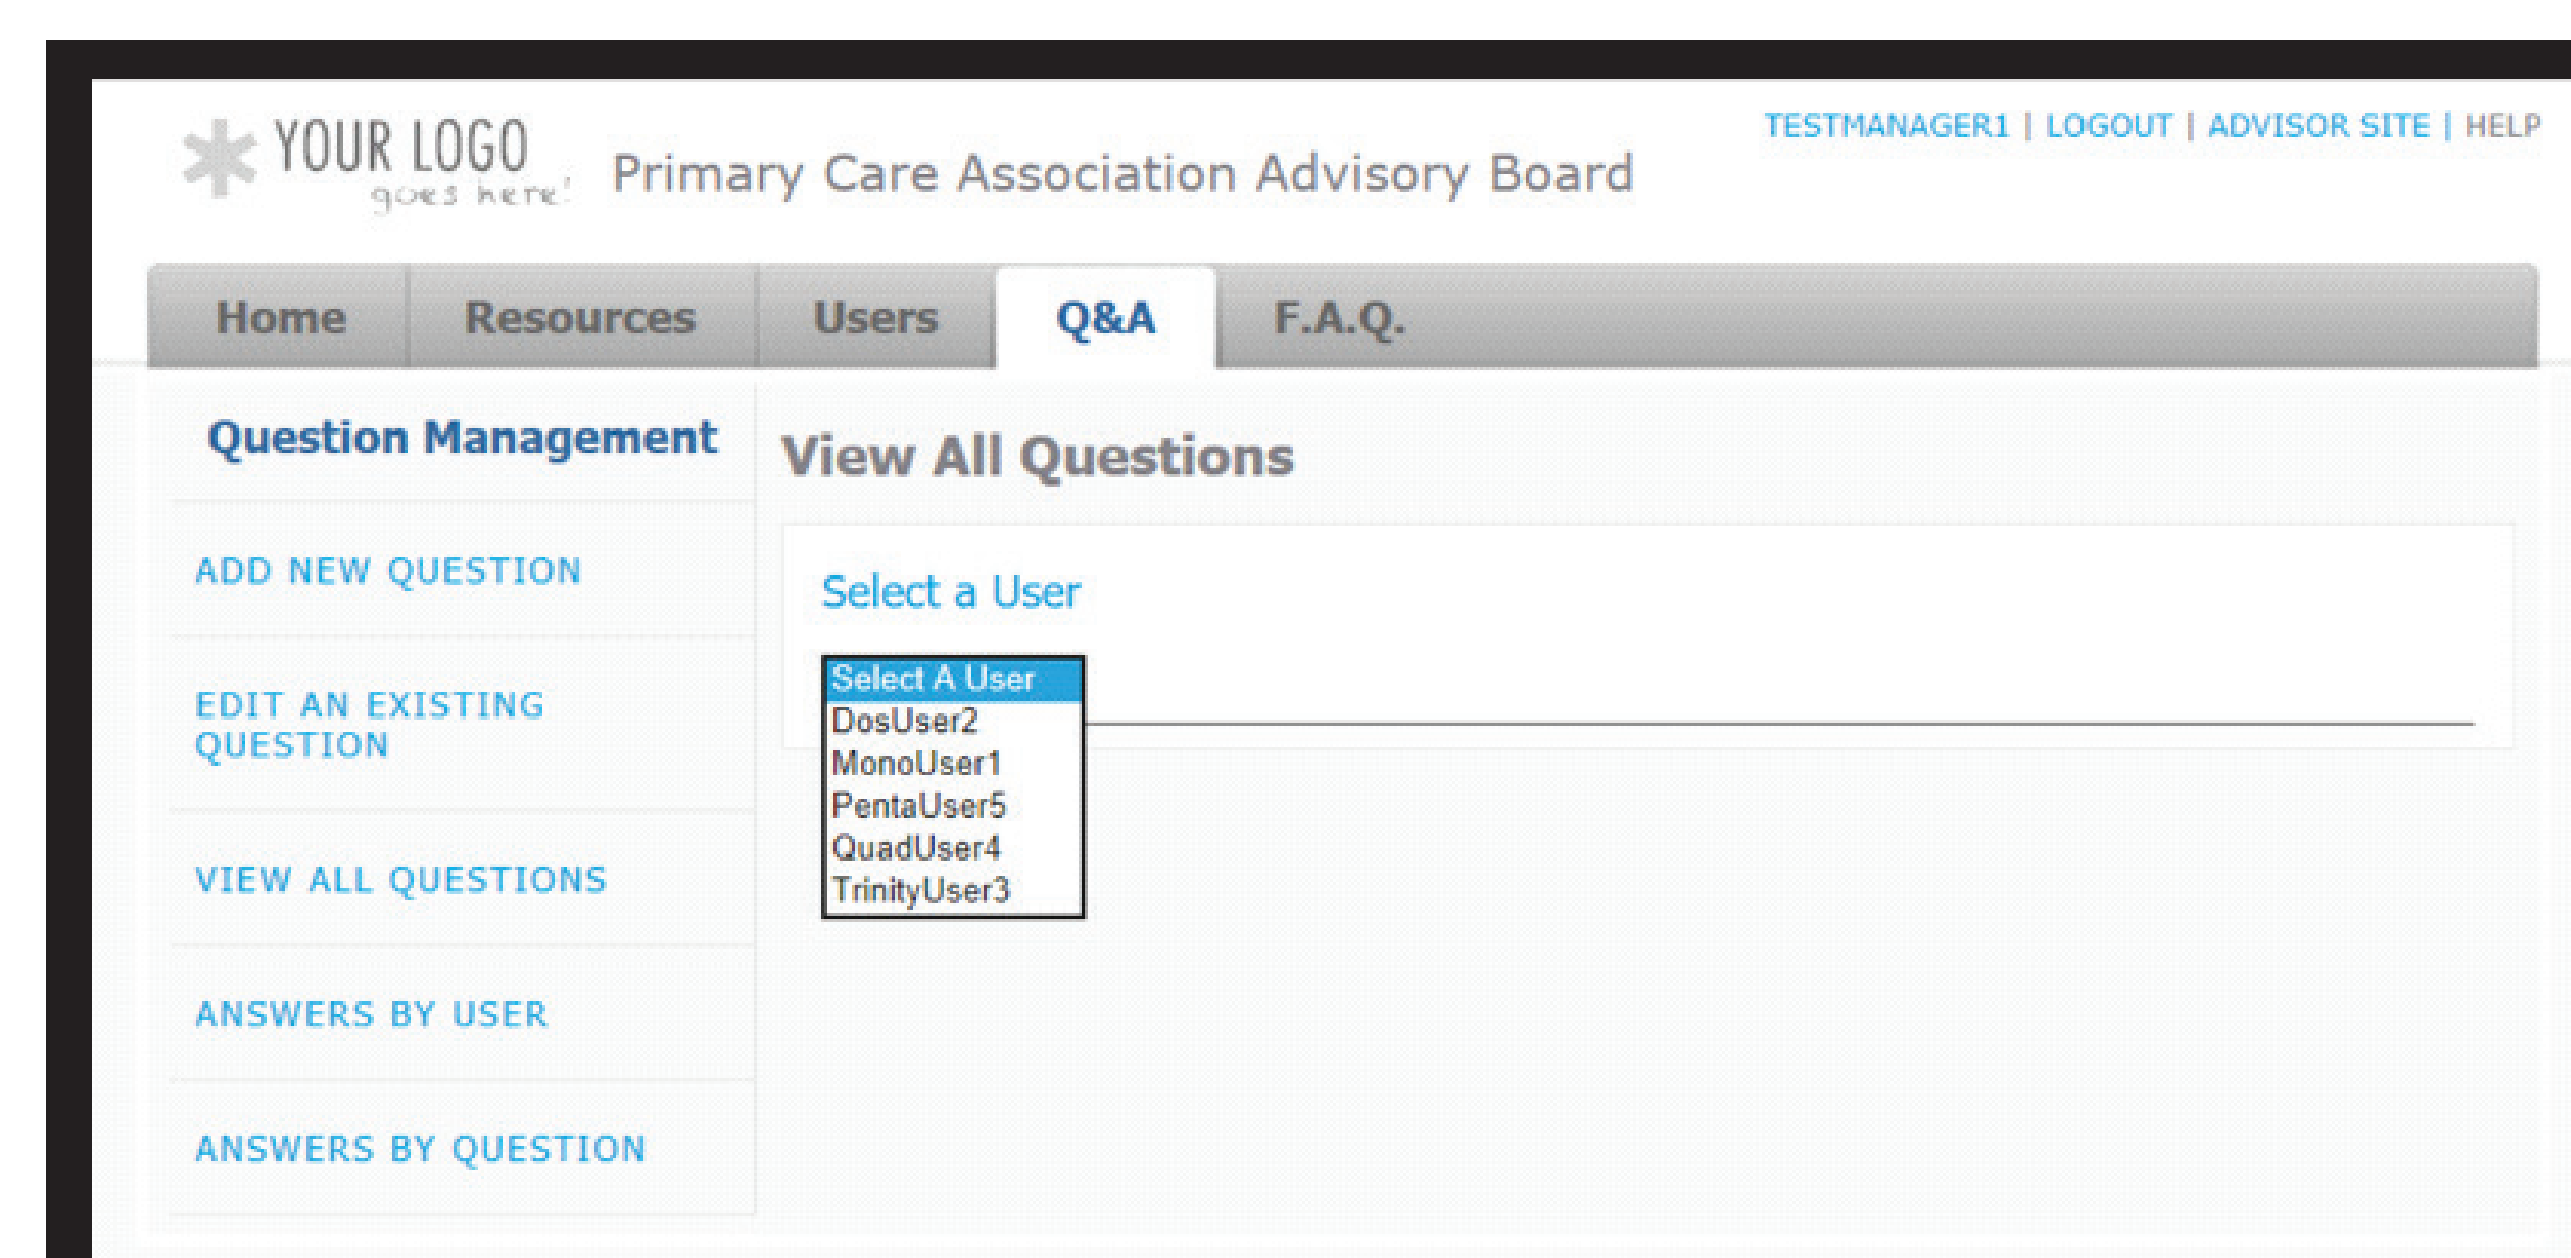 YOUR LOGO
goes here!
Primary Care Association Advisory Board
TESTMANAGER1 | LOGOUT | ADVISOR SITE | HELP
Home Resources Users Q&A F.A.Q.
Question Management
ADD NEW QUESTION
EDIT AN EXISTING
QUESTION
VIEW ALL QUESTIONS
ANSWERS BY USER
ANSWERS BY QUESTION
View All Questions
Select a User
Select A User
DosUser2
MonoUser1
PentaUser5
QuadUser4
TrinityUser3